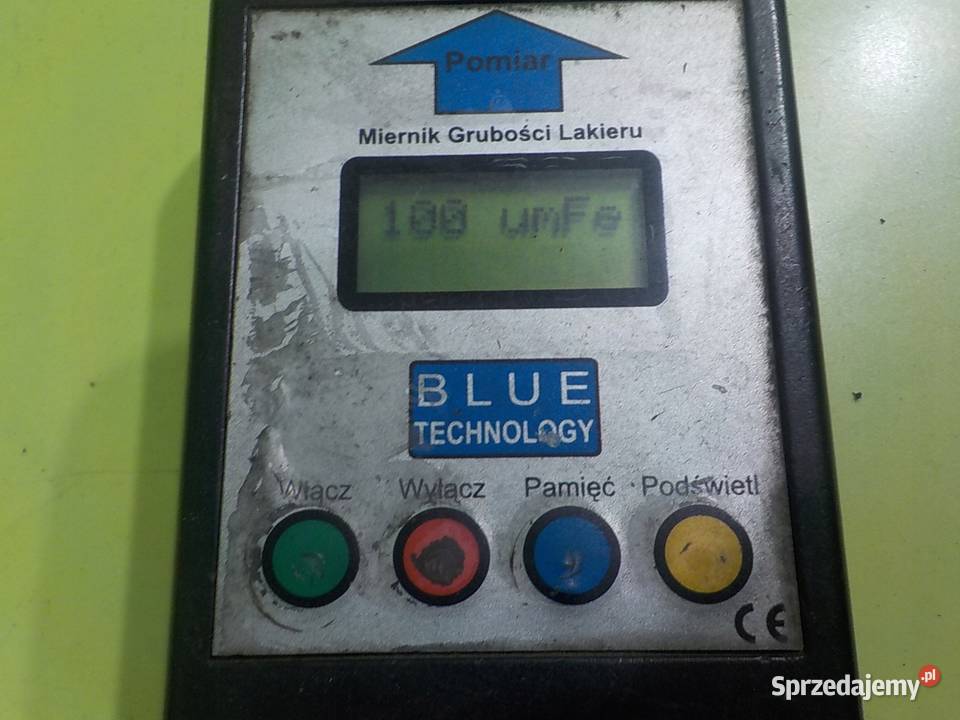 Pomiar
Miernik Grubości Lakieru
100 umFe
BLUE
TECHNOLOGY
Włącz Wyłącz Pamięć Podświetl
CE
Sprzedajemy.pl